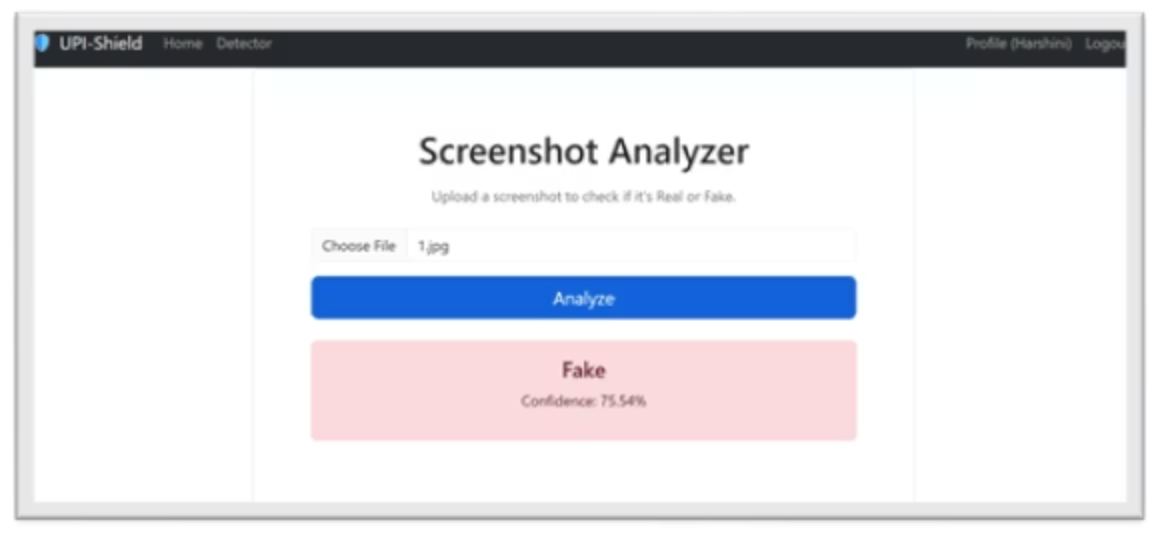 UPI-Shield Home Detector Profile (Harshini) Logou
Screenshot Analyzer
Upload a screenshot to check if it's Real or Fake.
Choose File 1.jpg
Analyze
Fake
Confidence: 75.54%